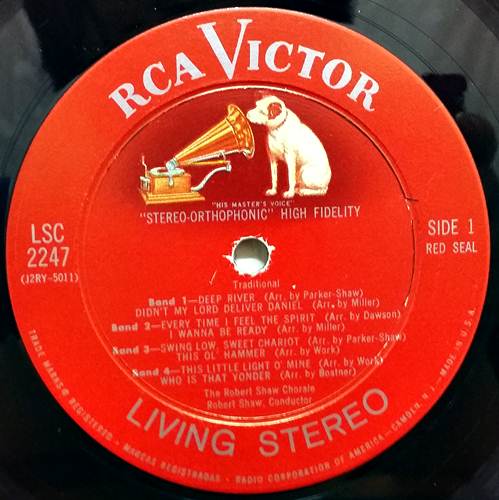 RCA VICTOR
"HIS MASTER'S VOICE"
"STEREO-ORTHOPHONIC" HIGH FIDELITY
LSC
2247
(J2RY-5011)
SIDE 1
RED SEAL
Traditional
Band 1—DEEP RIVER (Arr. by Parker-Shaw)
DIDN'T MY LORD DELIVER DANIEL (Arr. by Miller)
Band 2—EVERY TIME I FEEL THE SPIRIT (Arr. by Dawson)
I WANNA BE READY (Arr. by Miller)
Band 3—SWING LOW, SWEET CHARIOT (Arr. by Parker-Shaw)
THIS OL' HAMMER (Arr. by Work)
Band 4—THIS LITTLE LIGHT O' MINE (Arr. by Work)
WHO IS THAT YONDER (Arr. by Boatner)
The Robert Shaw Chorale
Robert Shaw, Conductor
LIVING STEREO
TRADE MARKS ® REGISTERED - MARCAS REGISTRADAS - RADIO CORPORATION OF AMERICA—CAMDEN, N.J.—MADE IN U.S.A.